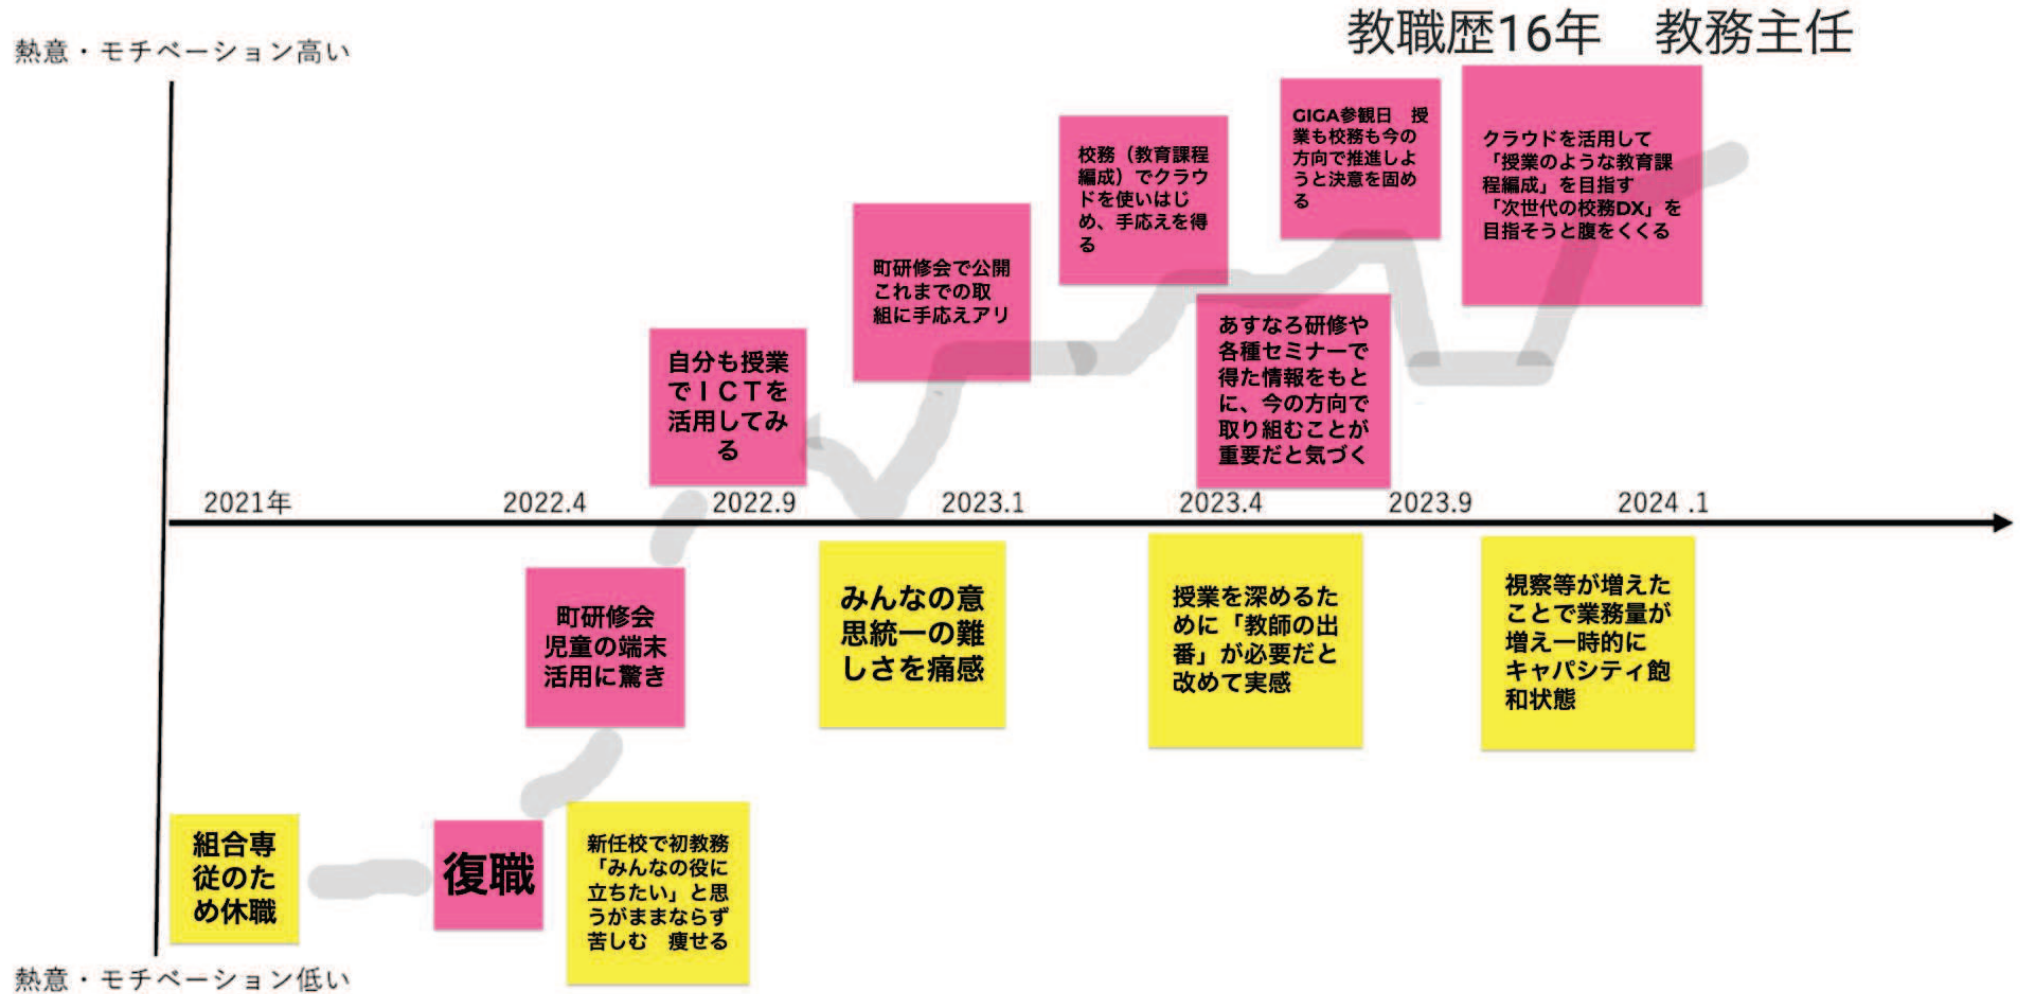 教職歴16年　教務主任
熱意・モチベーション高い
GIGA参観日　授
業も校務も今の
方向で推進しよ
うと決意を固め
る
クラウドを活用して
「授業のような教育課
程編成」を目指す
「次世代の校務DX」を
目指そうと腹をくくる
校務（教育課程
編成）でクラウ
ドを使いはじ
め、手応えを得
る
町研修会で公開
これまでの取
組に手応えアリ
あすなろ研修や
各種セミナーで
得た情報をもと
に、今の方向で
取り組むことが
重要だと気づく
自分も授業
でＩＣＴを
活用してみ
る
2021年
2022.4
2022.9
2023.1
2023.4
2023.9
2024 .1
町研修会
児童の端末
活用に驚き
みんなの意
思統一の難
しさを痛感
授業を深めるた
めに「教師の出
番」が必要だと
改めて実感
視察等が増えた
ことで業務量が
増え一時的に
キャパシティ飽
和状態
組合専
従のた
め休職
復職
新任校で初教務
「みんなの役に
立ちたい」と思
うがままならず
苦しむ　痩せる
熱意・モチベーション低い